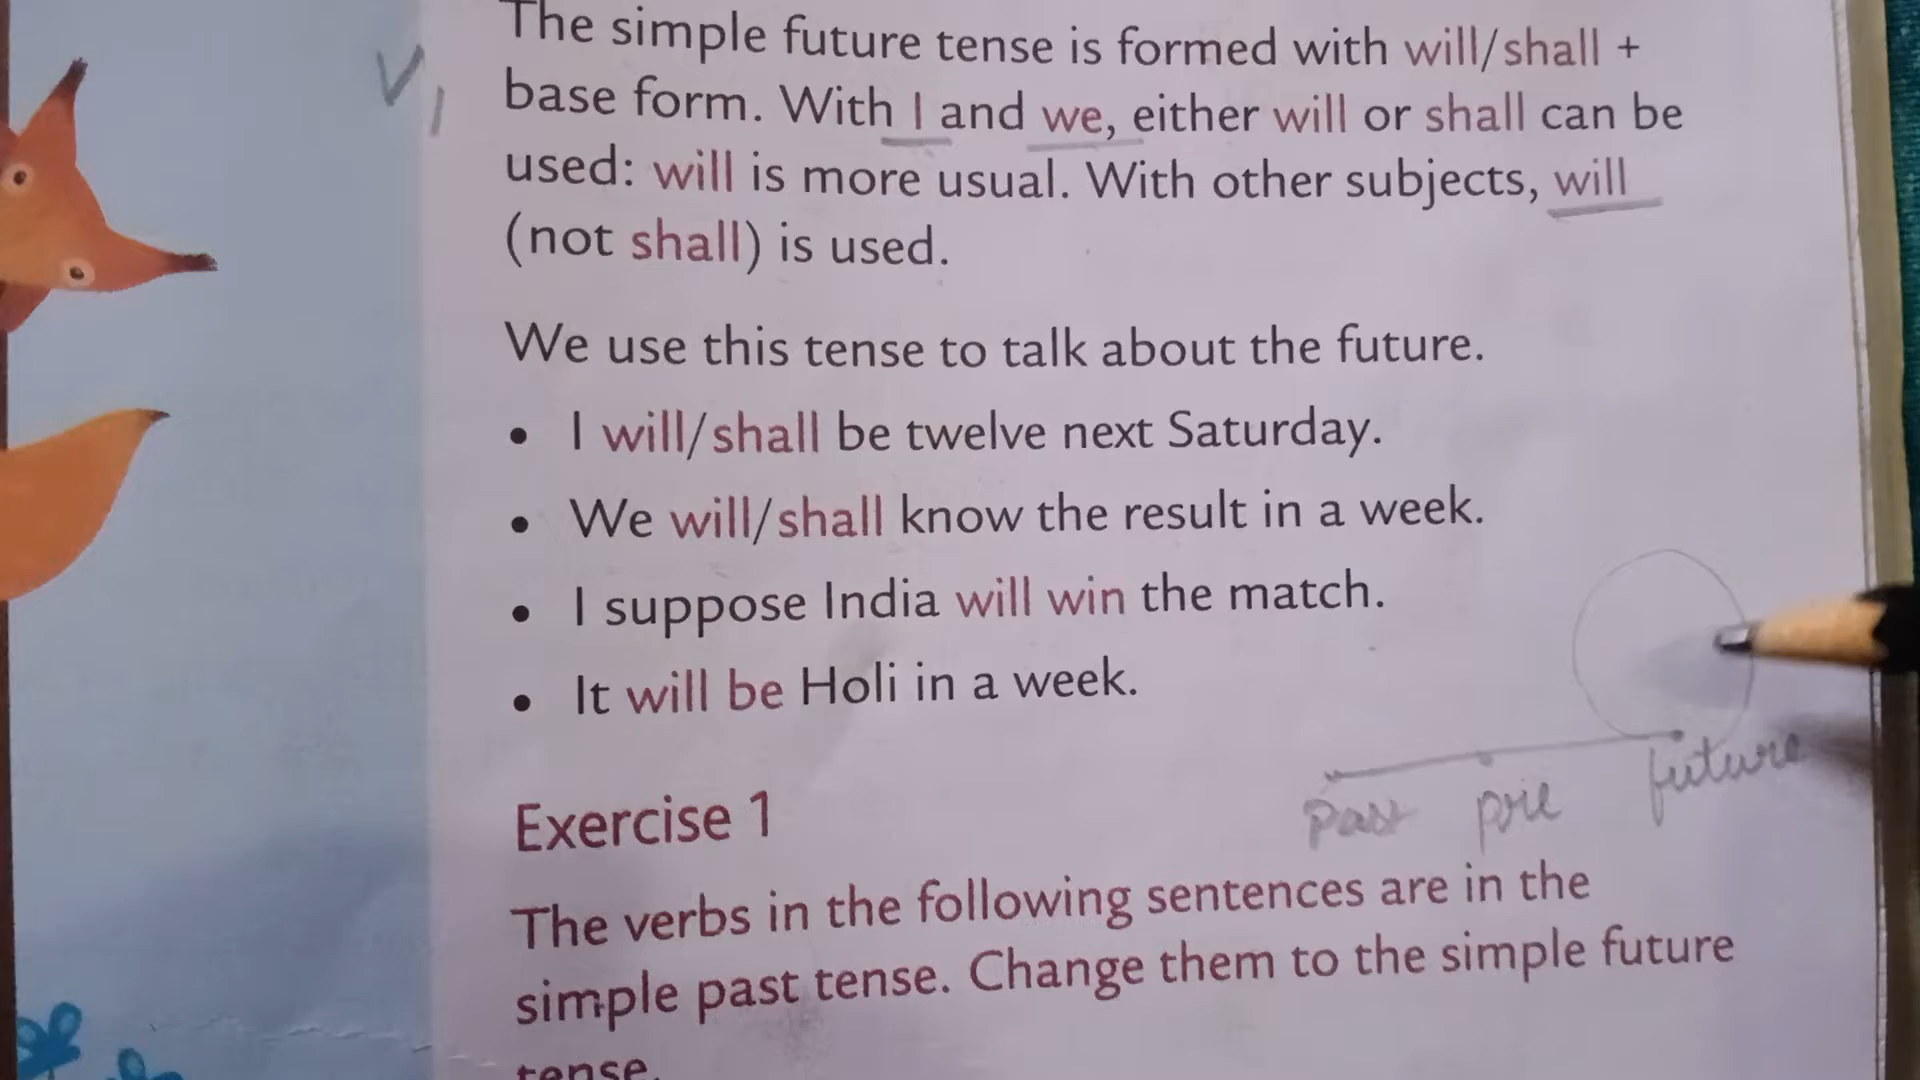 The simple future tense is formed with will/shall +
V1
base form. With I and we, either will or shall can be
used: will is more usual. With other subjects, will
(not shall) is used.
We use this tense to talk about the future.
• I will/shall be twelve next Saturday.
• We will/shall know the result in a week.
• I suppose India will win the match.
• It will be Holi in a week.
past pre future
Exercise 1
The verbs in the following sentences are in the
simple past tense. Change them to the simple future
tense.